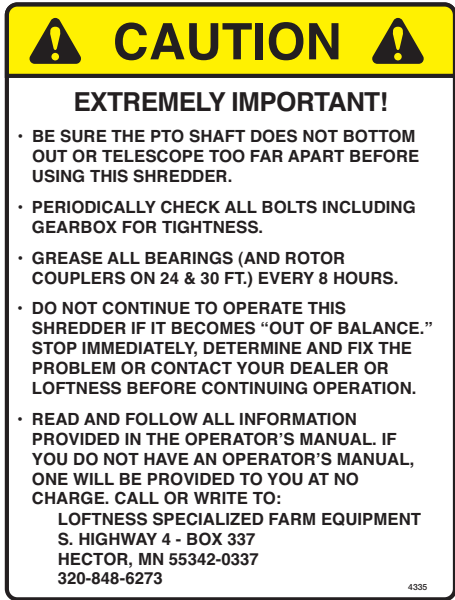 CAUTION
EXTREMELY IMPORTANT!
• BE SURE THE PTO SHAFT DOES NOT BOTTOM
OUT OR TELESCOPE TOO FAR APART BEFORE
USING THIS SHREDDER.
• PERIODICALLY CHECK ALL BOLTS INCLUDING
GEARBOX FOR TIGHTNESS.
• GREASE ALL BEARINGS (AND ROTOR
COUPLERS ON 24 & 30 FT.) EVERY 8 HOURS.
• DO NOT CONTINUE TO OPERATE THIS
SHREDDER IF IT BECOMES “OUT OF BALANCE.”
STOP IMMEDIATELY, DETERMINE AND FIX THE
PROBLEM OR CONTACT YOUR DEALER OR
LOFTNESS BEFORE CONTINUING OPERATION.
• READ AND FOLLOW ALL INFORMATION
PROVIDED IN THE OPERATOR’S MANUAL. IF
YOU DO NOT HAVE AN OPERATOR’S MANUAL,
ONE WILL BE PROVIDED TO YOU AT NO
CHARGE. CALL OR WRITE TO:
LOFTNESS SPECIALIZED FARM EQUIPMENT
S. HIGHWAY 4 - BOX 337
HECTOR, MN 55342-0337
320-848-6273
4335